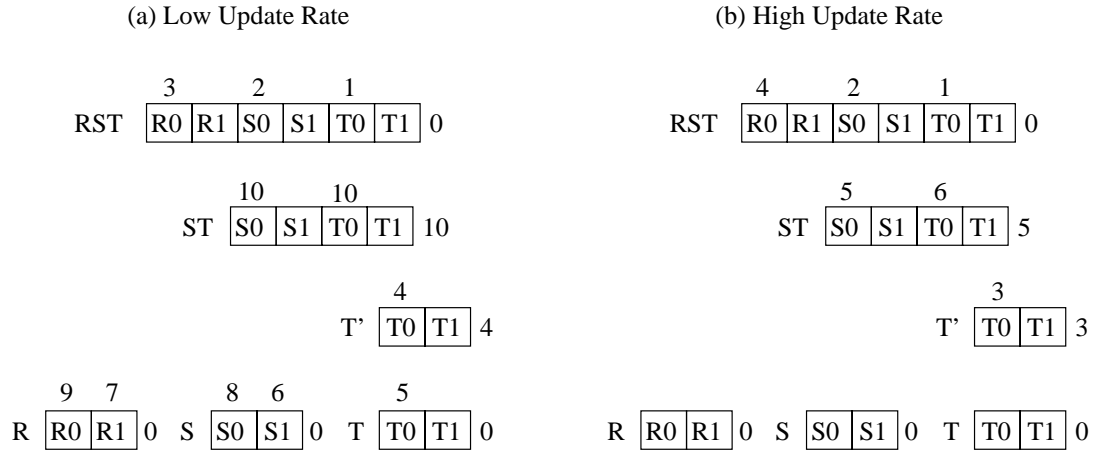 (a) Low Update Rate
3 2 1
RST R0 R1 S0 S1 T0 T1 0
10 10
ST S0 S1 T0 T1 10
4
T’ T0 T1 4
9 7 8 6 5
R R0 R1 0 S S0 S1 0 T T0 T1 0
(b) High Update Rate
4 2 1
RST R0 R1 S0 S1 T0 T1 0
5 6
ST S0 S1 T0 T1 5
3
T’ T0 T1 3
R R0 R1 0 S S0 S1 0 T T0 T1 0